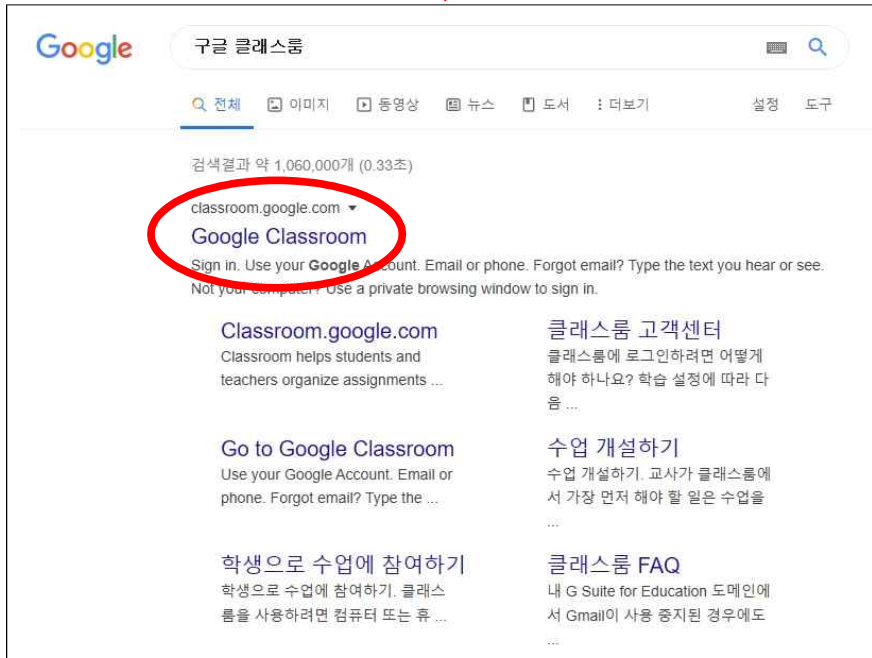 Google 구글 클래스룸
전체 이미지 동영상 뉴스 도서 더보기 설정 도구
검색결과 약 1,060,000개 (0.33초)
classroom.google.com
Google Classroom
Sign in. Use your Google Account. Email or phone. Forgot email? Type the text you hear or see.
Not your computer? Use a private browsing window to sign in.
Classroom.google.com
Classroom helps students and
teachers organize assignments ...
클래스룸 고객센터
클래스룸에 로그인하려면 어떻게
해야 하나요? 학습 설정에 따라 다
음 ...
Go to Google Classroom
Use your Google Account. Email or
phone. Forgot email? Type the ...
수업 개설하기
수업 개설하기. 교사가 클래스룸에
서 가장 먼저 해야 할 일은 수업을
...
학생으로 수업에 참여하기
학생으로 수업에 참여하기. 클래스
룸을 사용하려면 컴퓨터 또는 휴 ...
클래스룸 FAQ
내 G Suite for Education 도메인에
서 Gmail이 사용 중지된 경우에도
...